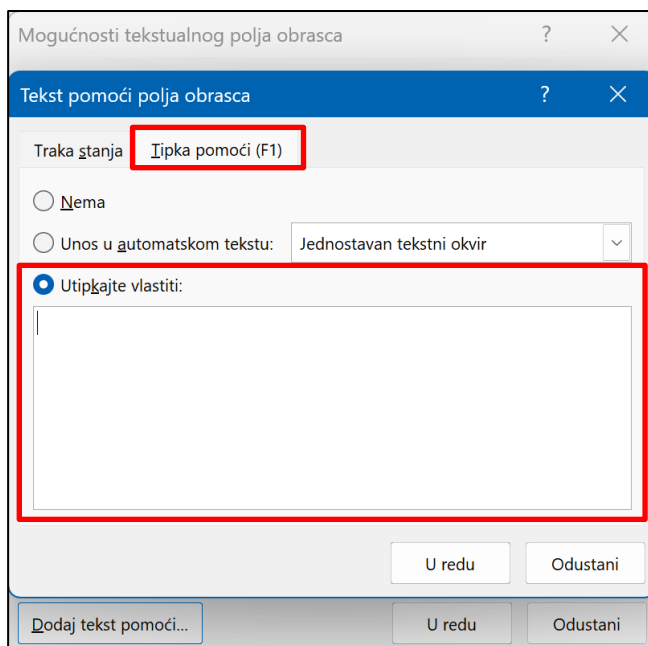 Mogućnosti tekstualnog polja obrasca ?
Tekst pomoći polja obrasca ?
Traka stanja Tipka pomoći (F1)
Nema
Unos u automatskom tekstu: Jednostavan tekstni okvir
Utipkajte vlastiti:
U redu Odustani
Dodaj tekst pomoći... U redu Odustani